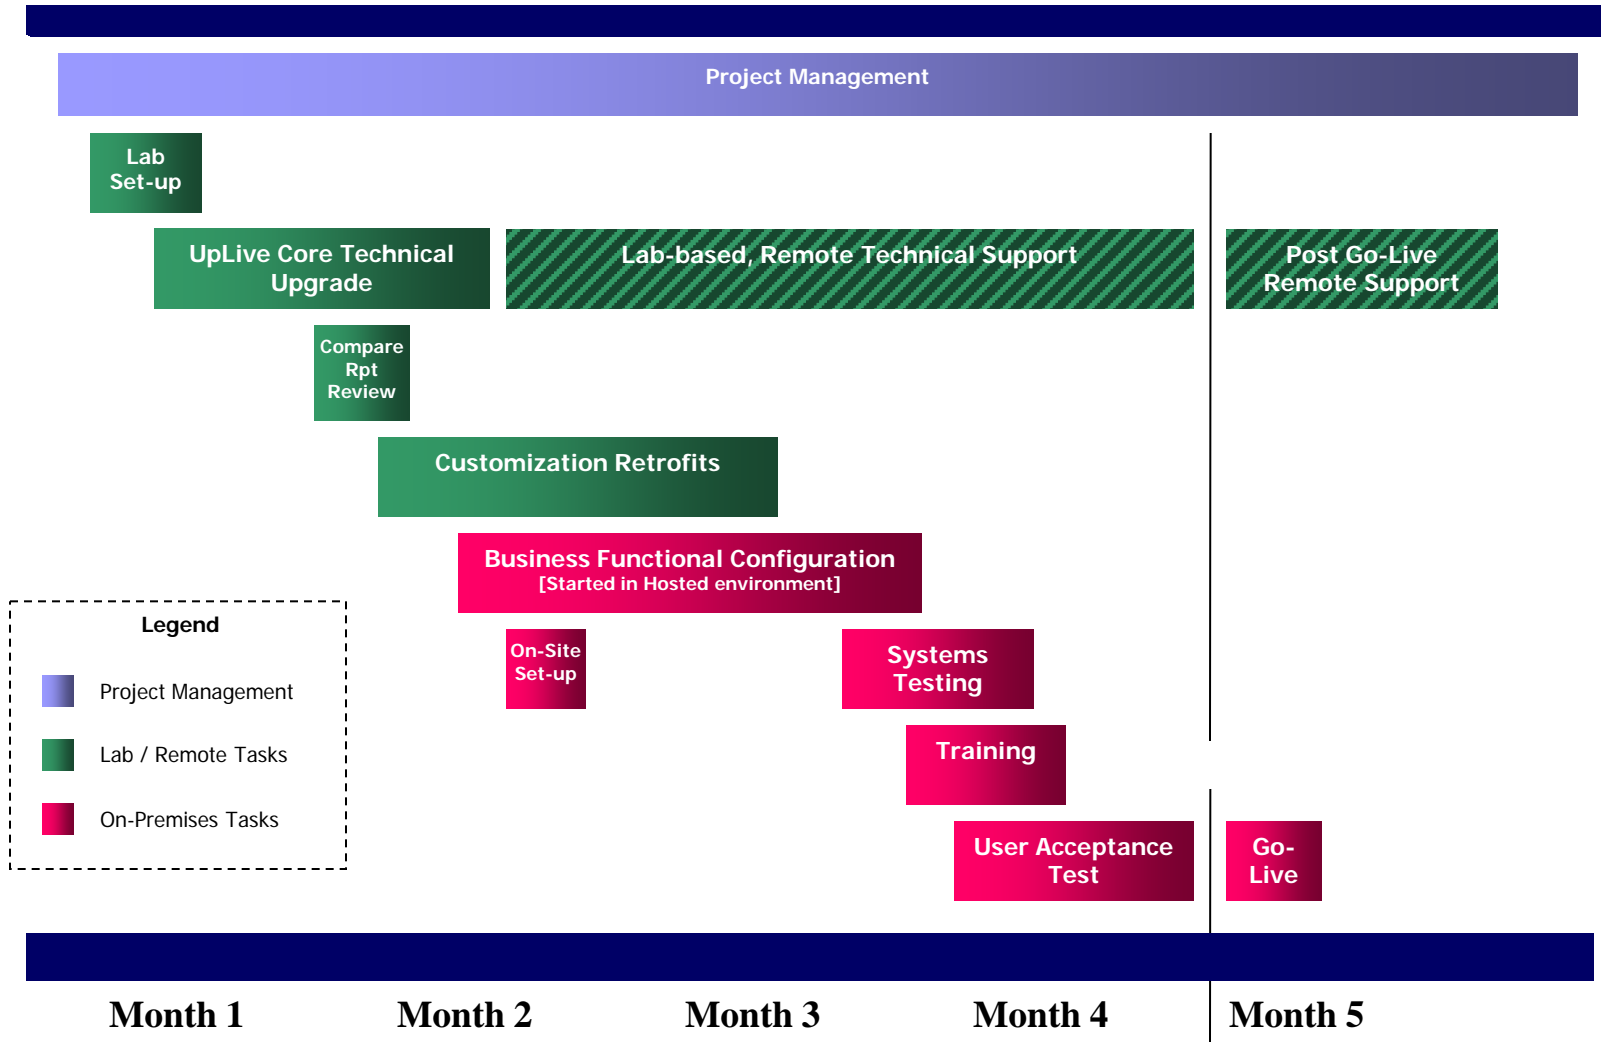 Project Management
Lab
Set-up
UpLive Core Technical
Upgrade
Lab-based, Remote Technical Support
Post Go-Live
Remote Support
Compare
Rpt
Review
Customization Retrofits
Business Functional Configuration
[Started in Hosted environment]
On-Site
Set-up
Systems
Testing
Training
User Acceptance
Test
Go-
Live
Legend
Project Management
Lab / Remote Tasks
On-Premises Tasks
Month 1
Month 2
Month 3
Month 4
Month 5